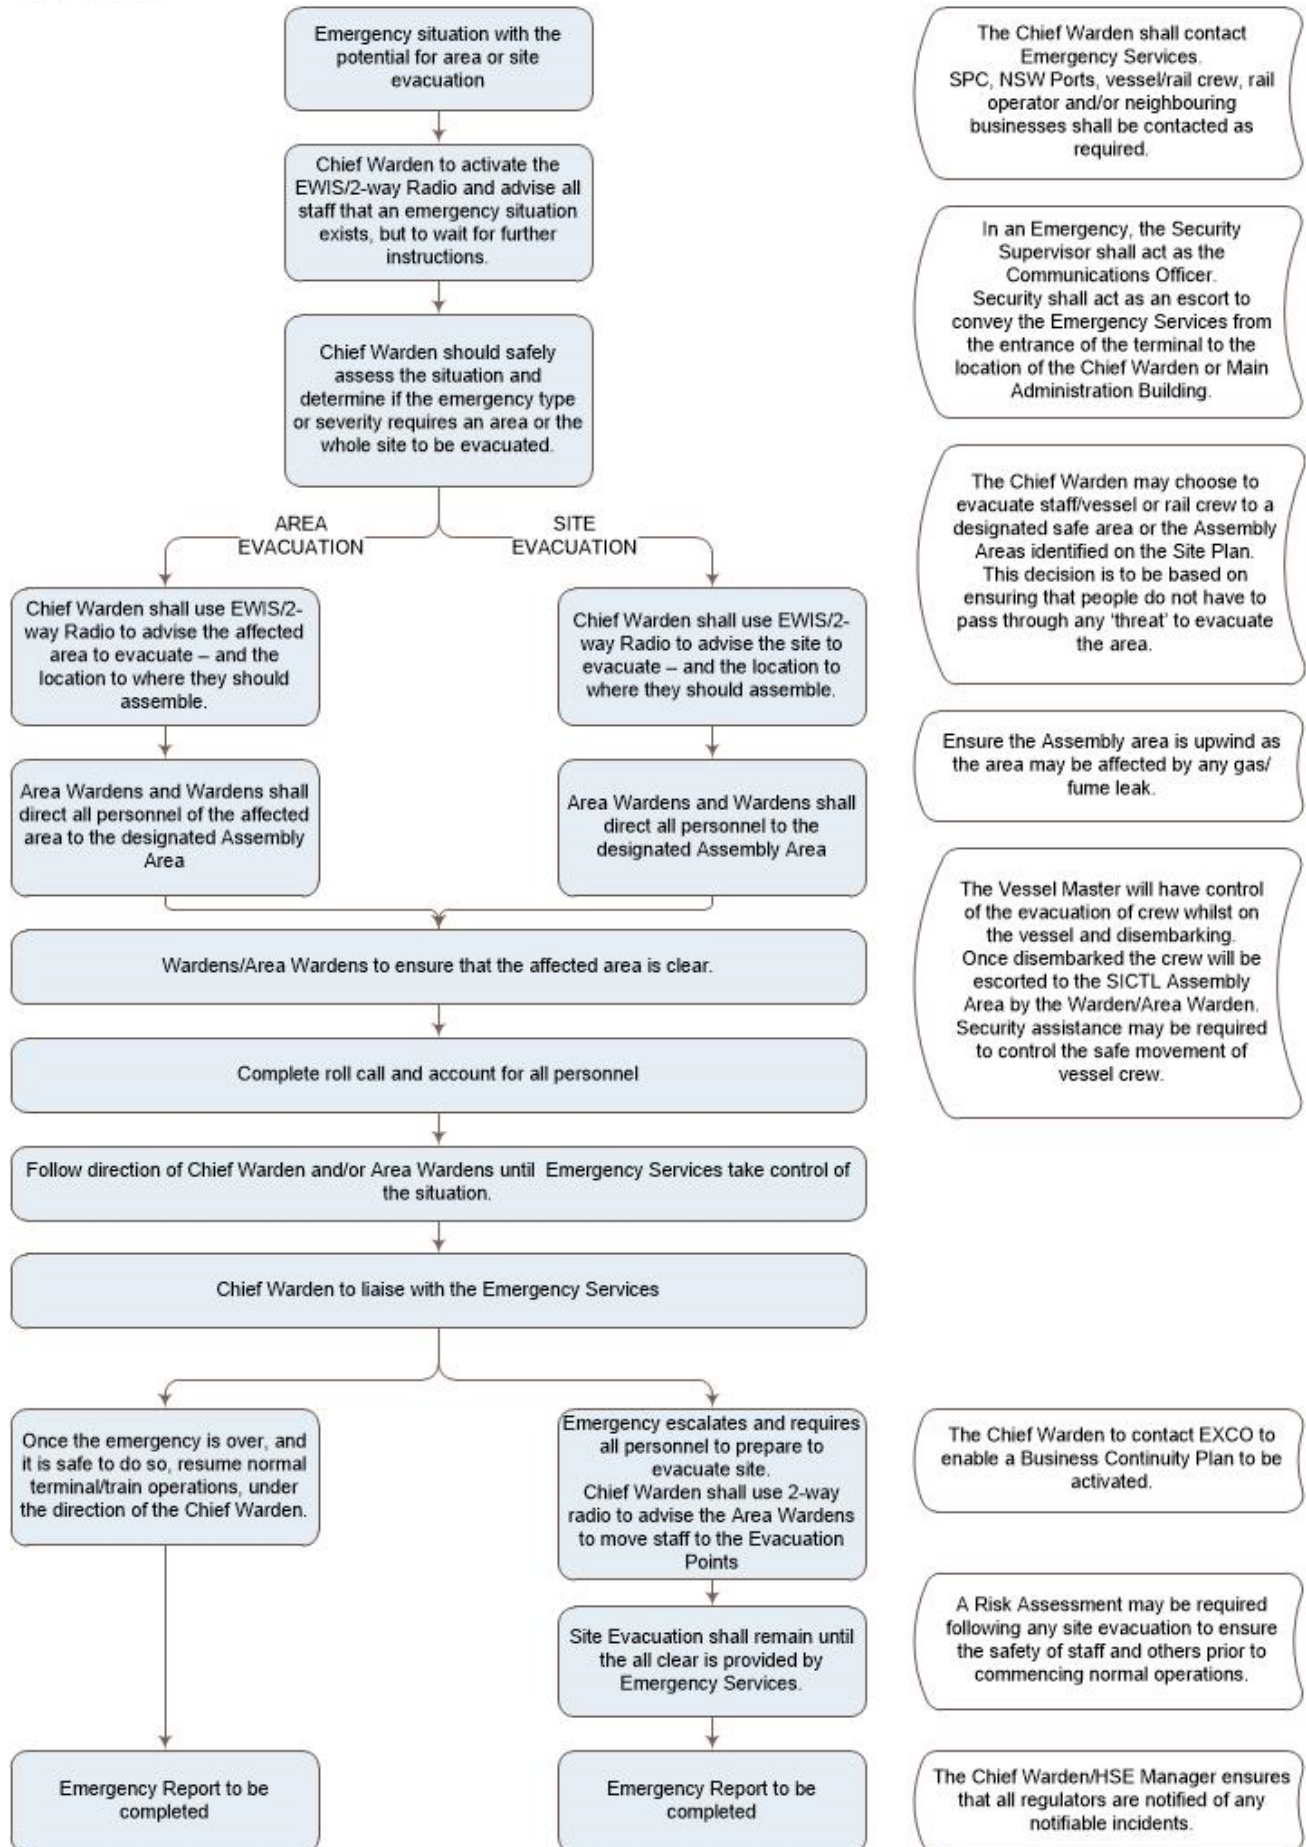 Emergency situation with the
potential for area or site
evacuation
Chief Warden to activate the
EWIS/2-way Radio and advise all
staff that an emergency situation
exists, but to wait for further
instructions.
Chief Warden should safely
assess the situation and
determine if the emergency type
or severity requires an area or the
whole site to be evacuated.
AREA
EVACUATION
SITE
EVACUATION
Chief Warden shall use EWIS/2-
way Radio to advise the affected
area to evacuate – and the
location to where they should
assemble.
Chief Warden shall use EWIS/2-
way Radio to advise the site to
evacuate – and the location to
where they should assemble.
Area Wardens and Wardens shall
direct all personnel of the affected
area to the designated Assembly
Area
Area Wardens and Wardens shall
direct all personnel to the
designated Assembly Area
Wardens/Area Wardens to ensure that the affected area is clear.
Complete roll call and account for all personnel
Follow direction of Chief Warden and/or Area Wardens until Emergency Services take control of
the situation.
Chief Warden to liaise with the Emergency Services
Once the emergency is over, and
it is safe to do so, resume normal
terminal/train operations, under
the direction of the Chief Warden.
Emergency escalates and requires
all personnel to prepare to
evacuate site.
Chief Warden shall use 2-way
radio to advise the Area Wardens
to move staff to the Evacuation
Points
Site Evacuation shall remain until
the all clear is provided by
Emergency Services.
Emergency Report to be
completed
Emergency Report to be
completed
The Chief Warden shall contact
Emergency Services.
SPC, NSW Ports, vessel/rail crew, rail
operator and/or neighbouring
businesses shall be contacted as
required.
In an Emergency, the Security
Supervisor shall act as the
Communications Officer.
Security shall act as an escort to
convey the Emergency Services from
the entrance of the terminal to the
location of the Chief Warden or Main
Administration Building.
The Chief Warden may choose to
evacuate staff/vessel or rail crew to a
designated safe area or the Assembly
Areas identified on the Site Plan.
This decision is to be based on
ensuring that people do not have to
pass through any ‘threat’ to evacuate
the area.
Ensure the Assembly area is upwind as
the area may be affected by any gas/
fume leak.
The Vessel Master will have control
of the evacuation of crew whilst on
the vessel and disembarking.
Once disembarked the crew will be
escorted to the SICTL Assembly
Area by the Warden/Area Warden.
Security assistance may be required
to control the safe movement of
vessel crew.
The Chief Warden to contact EXCO to
enable a Business Continuity Plan to be
activated.
A Risk Assessment may be required
following any site evacuation to ensure
the safety of staff and others prior to
commencing normal operations.
The Chief Warden/HSE Manager ensures
that all regulators are notified of any
notifiable incidents.